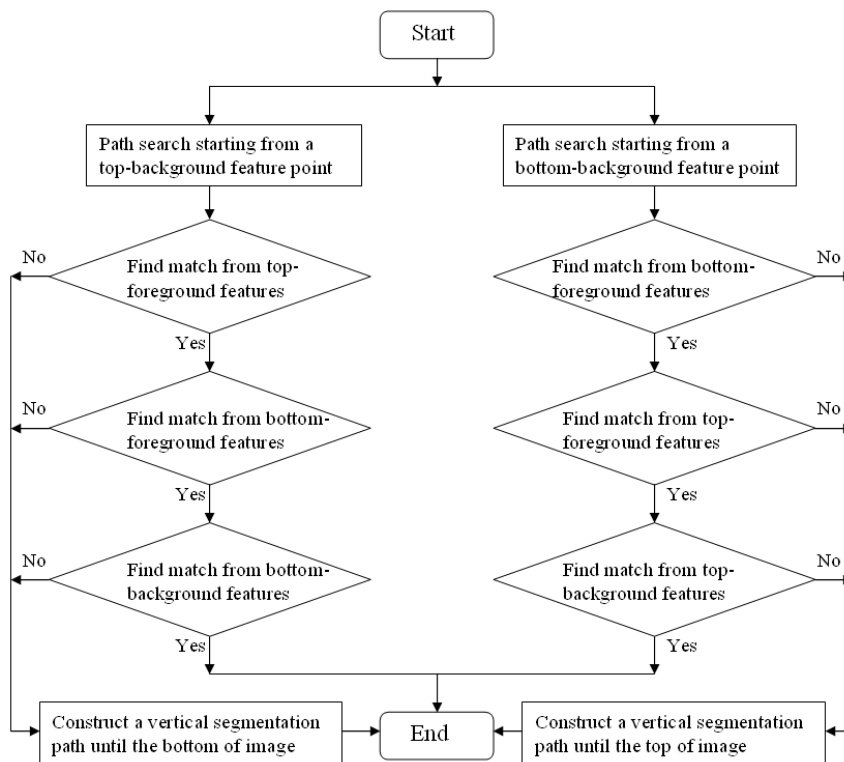 Start
Path search starting from a
top-background feature point
Path search starting from a
bottom-background feature point
No
Find match from top-
foreground features
Find match from bottom-
foreground features
No
Yes
Yes
No
Find match from bottom-
foreground features
Find match from top-
foreground features
No
Yes
Yes
No
Find match from bottom-
background features
Find match from top-
background features
No
Yes
Yes
Construct a vertical segmentation
path until the bottom of image
End
Construct a vertical segmentation
path until the top of image